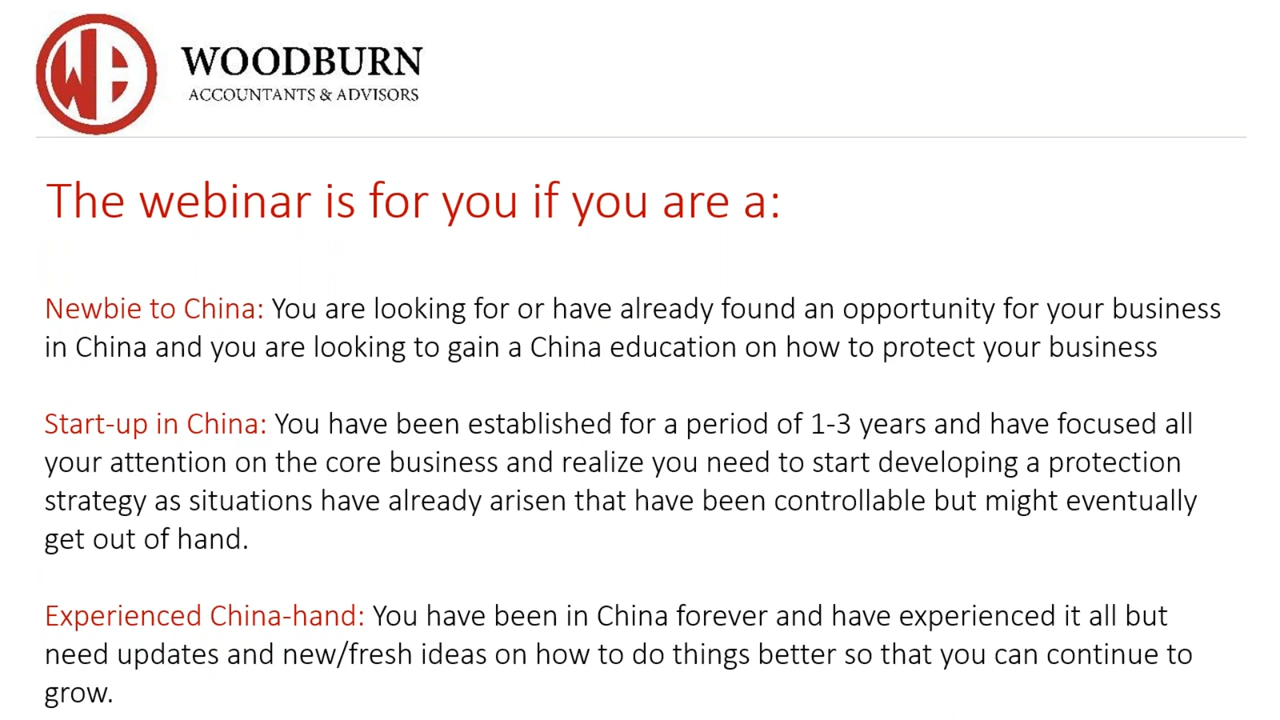 WOODBURN
ACCOUNTANTS & ADVISORS
The webinar is for you if you are a:
Newbie to China: You are looking for or have already found an opportunity for your business
in China and you are looking to gain a China education on how to protect your business
Start-up in China: You have been established for a period of 1-3 years and have focused all
your attention on the core business and realize you need to start developing a protection
strategy as situations have already arisen that have been controllable but might eventually
get out of hand.
Experienced China-hand: You have been in China forever and have experienced it all but
need updates and new/fresh ideas on how to do things better so that you can continue to
grow.